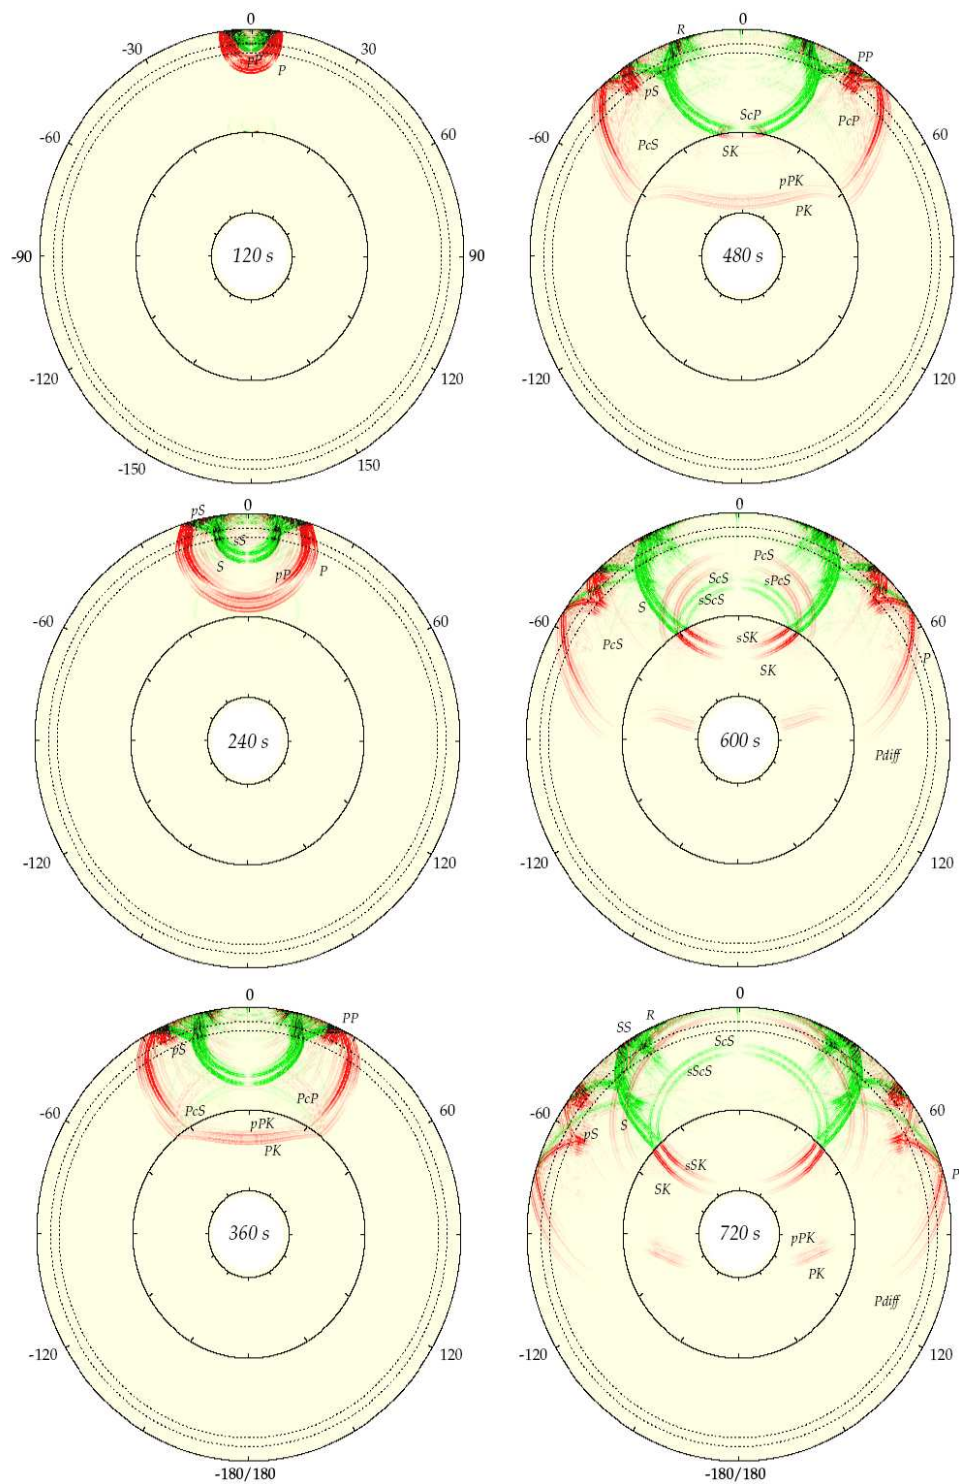 0
-30
30
PP
P
-60
60
120 s
-90
90
-120
120
-150
150
0
R
PP
pS
ScP
PcP
60
PcS
SK
pPK
PK
480 s
120
0
pS
sS
S
pP
P
-60
60
240 s
-120
120
0
PcS
ScS
sPcS
sScS
S
-60
60
PcS
sSK
P
SK
600 s
Pdiff
-120
120
0
PP
pS
-60
60
PcS
PcP
pPK
PK
360 s
-120
120
-180/180
0
SS
R
ScS
sScS
-60
60
S
pS
sSK
P
SK
720 s
pPK
PK
Pdiff
-120
120
-180/180